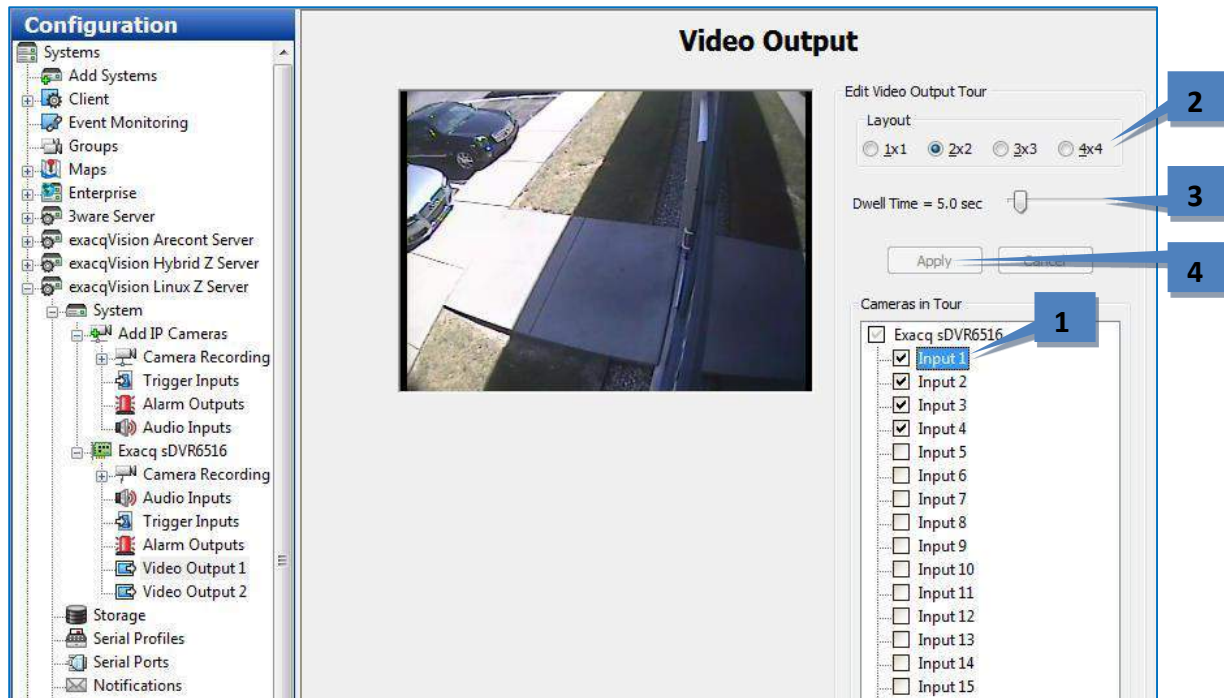 Configuration
Systems
Add Systems
Client
Event Monitoring
Groups
Maps
Enterprise
3ware Server
exacqVision Arecont Server
exacqVision Hybrid Z Server
exacqVision Linux Z Server
System
Add IP Cameras
Camera Recording
Trigger Inputs
Alarm Outputs
Audio Inputs
Exacq sDVR6516
Camera Recording
Audio Inputs
Trigger Inputs
Alarm Outputs
Video Output 1
Video Output 2
Storage
Serial Profiles
Serial Ports
Notifications
Video Output
Edit Video Output Tour
Layout
1x1 2x2 3x3 4x4
2
Dwell Time = 5.0 sec
3
Apply Cancel
4
Cameras in Tour
1
Exacq sDVR6516
Input 1
Input 2
Input 3
Input 4
Input 5
Input 6
Input 7
Input 8
Input 9
Input 10
Input 11
Input 12
Input 13
Input 14
Input 15